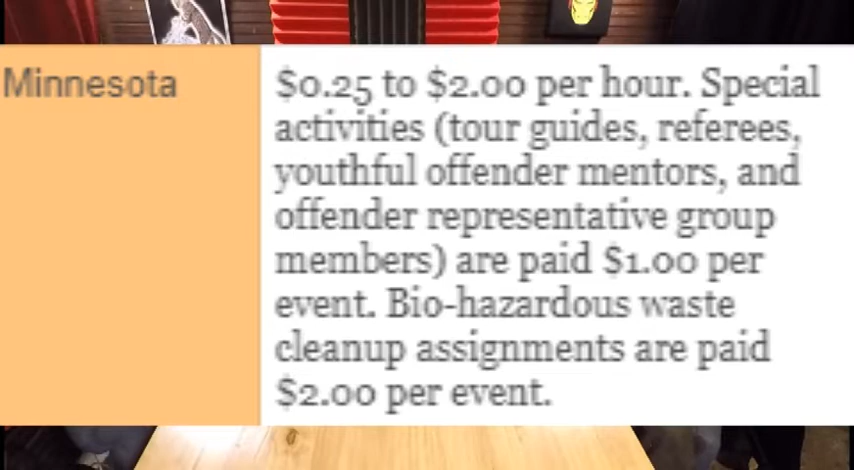 Minnesota
$0.25 to $2.00 per hour. Special
activities (tour guides, referees,
youthful offender mentors, and
offender representative group
members) are paid $1.00 per
event. Bio-hazardous waste
cleanup assignments are paid
$2.00 per event.